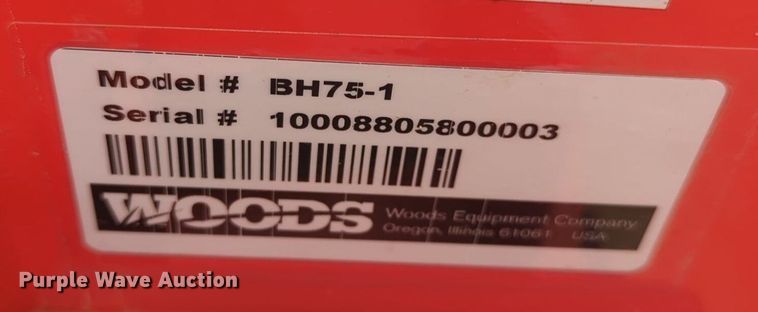 Model # BH75-1
Serial # 10008805800003
WOODS
Woods Equipment Company
Oregon, Illinois 61061 USA
Purple Wave Auction